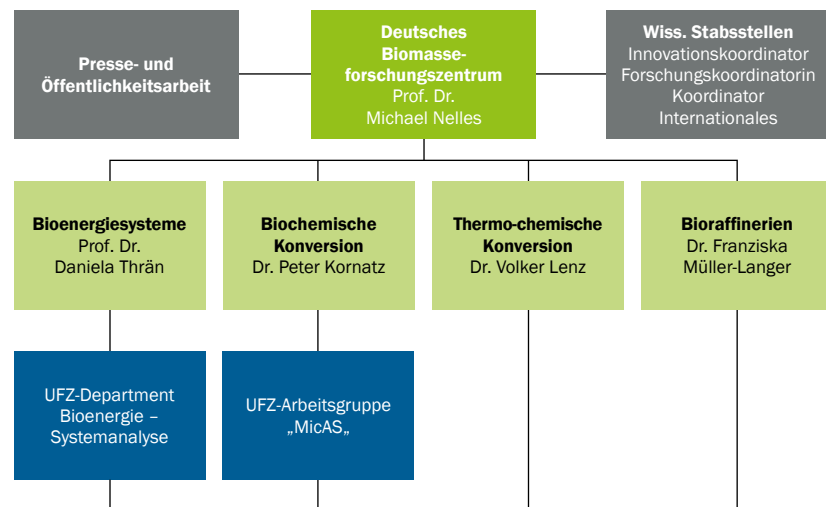 Presse- und
Öffentlichkeitsarbeit
Deutsches
Biomasse-
forschungszentrum
Prof. Dr.
Michael Nelles
Wiss. Stabsstellen
Innovationskoordinator
Forschungskoordinatorin
Koordinator
Internationales
Bioenergiesysteme
Prof. Dr.
Daniela Thrän
Biochemische
Konversion
Dr. Peter Kornatz
Thermo-chemische
Konversion
Dr. Volker Lenz
Bioraffinerien
Dr. Franziska
Müller-Langer
UFZ-Department
Bioenergie –
Systemanalyse
UFZ-Arbeitsgruppe
„MicAS„